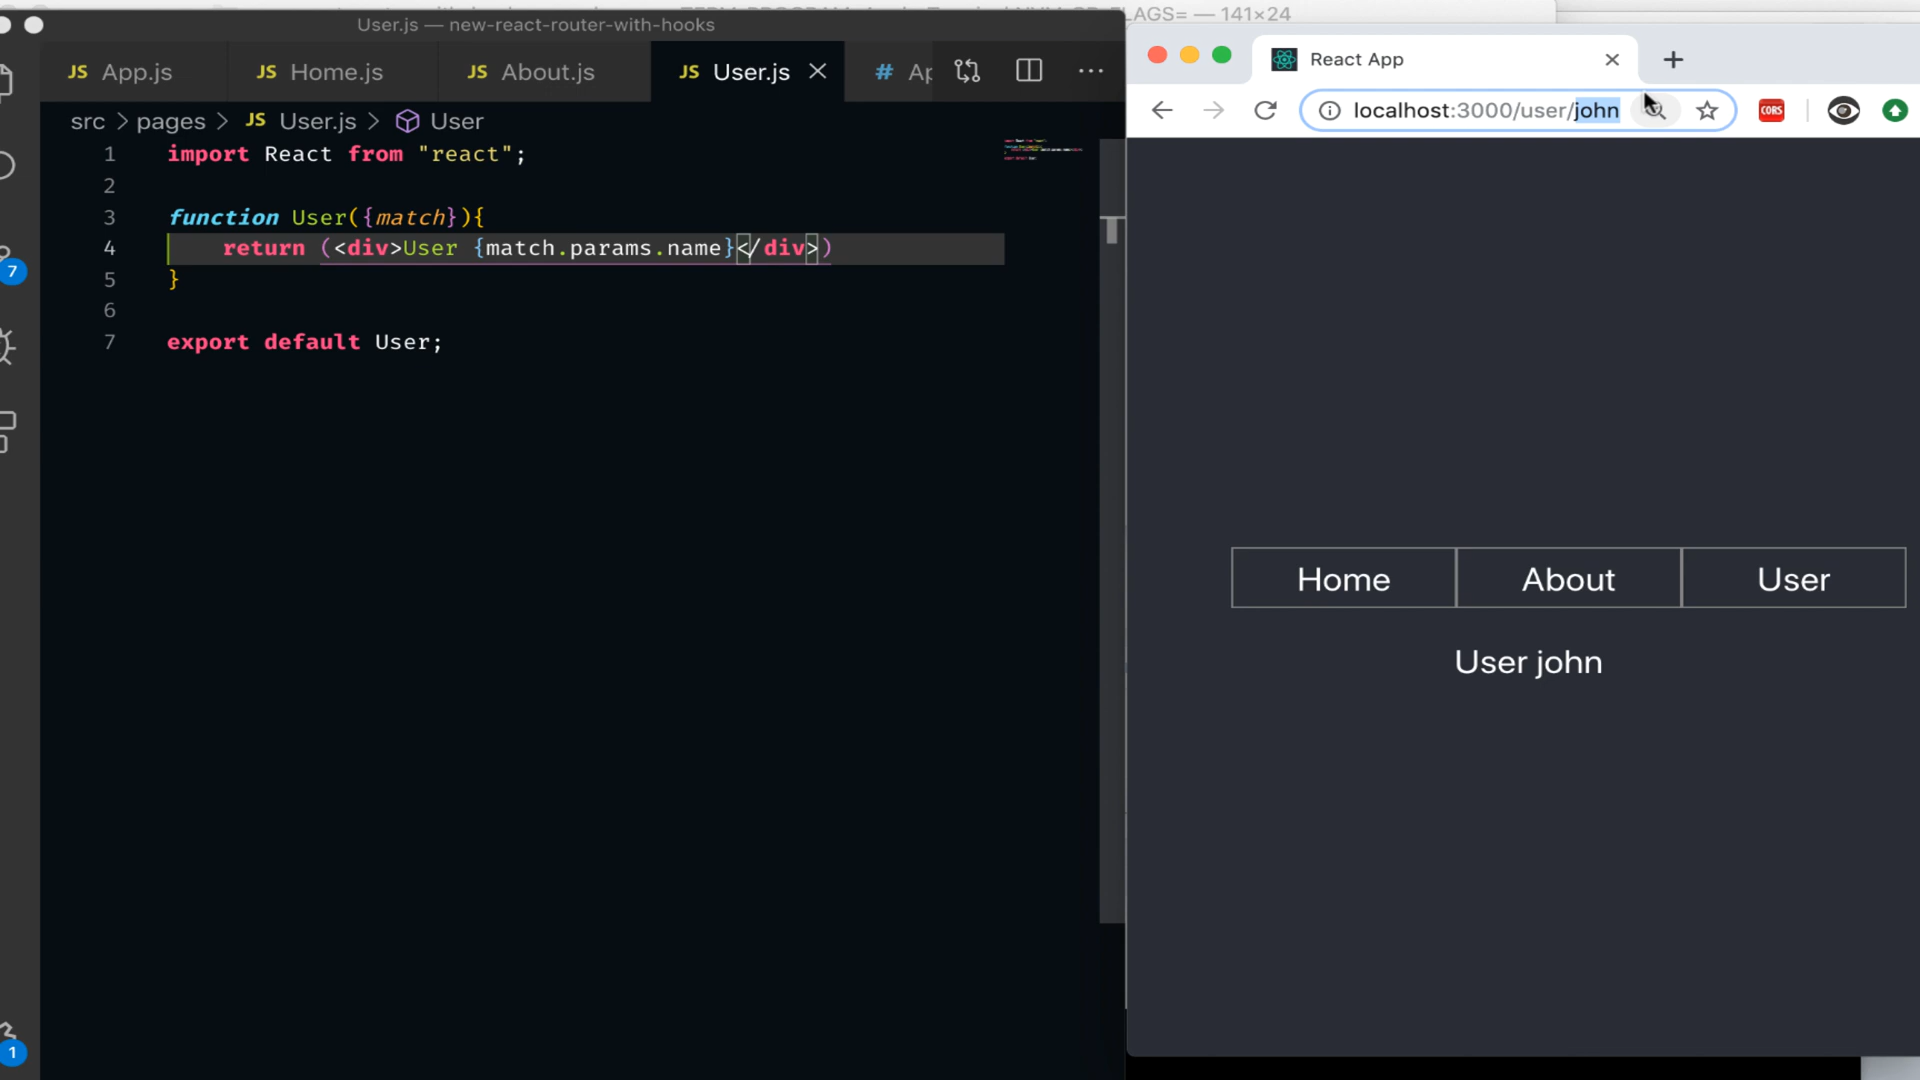 FLAGS= — 141×24
User.js — new-react-router-with-hooks
JS App.js
JS Home.js
JS About.js
JS User.js
# Ap
src > pages > JS User.js > User
1 import React from "react";
2
3 function User({match}){
4 return (<div>User {match.params.name}</div>)
5 }
6
7 export default User;
7
1
React App
localhost:3000/user/john
CORS
Home About User
User john